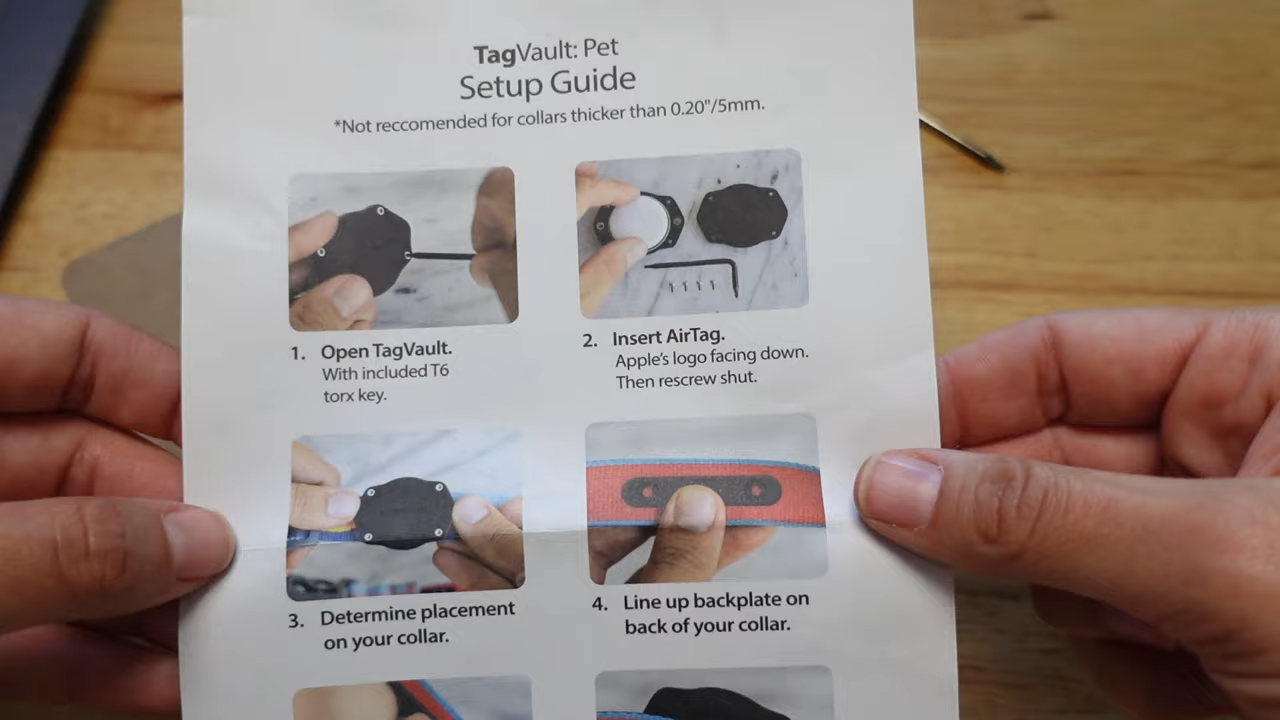 TagVault: Pet
Setup Guide
*Not reccomended for collars thicker than 0.20"/5mm.
1. Open TagVault.
With included T6
torx key.
2. Insert AirTag.
Apple's logo facing down.
Then rescrew shut.
3. Determine placement
on your collar.
4. Line up backplate on
back of your collar.